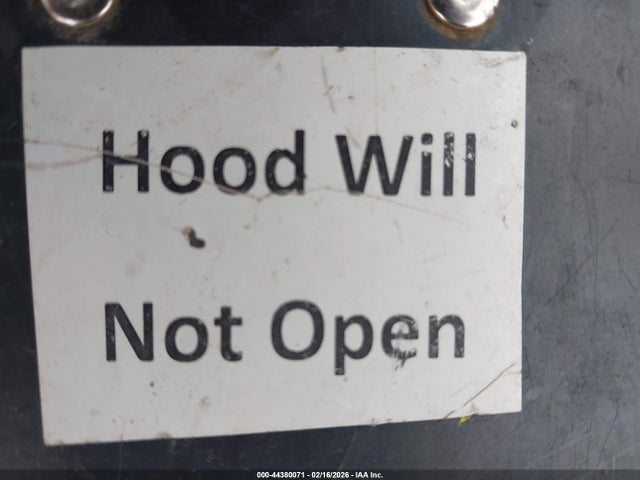 Hood Will
Not Open
000-44380071 - 02/16/2026 - IAA Inc.